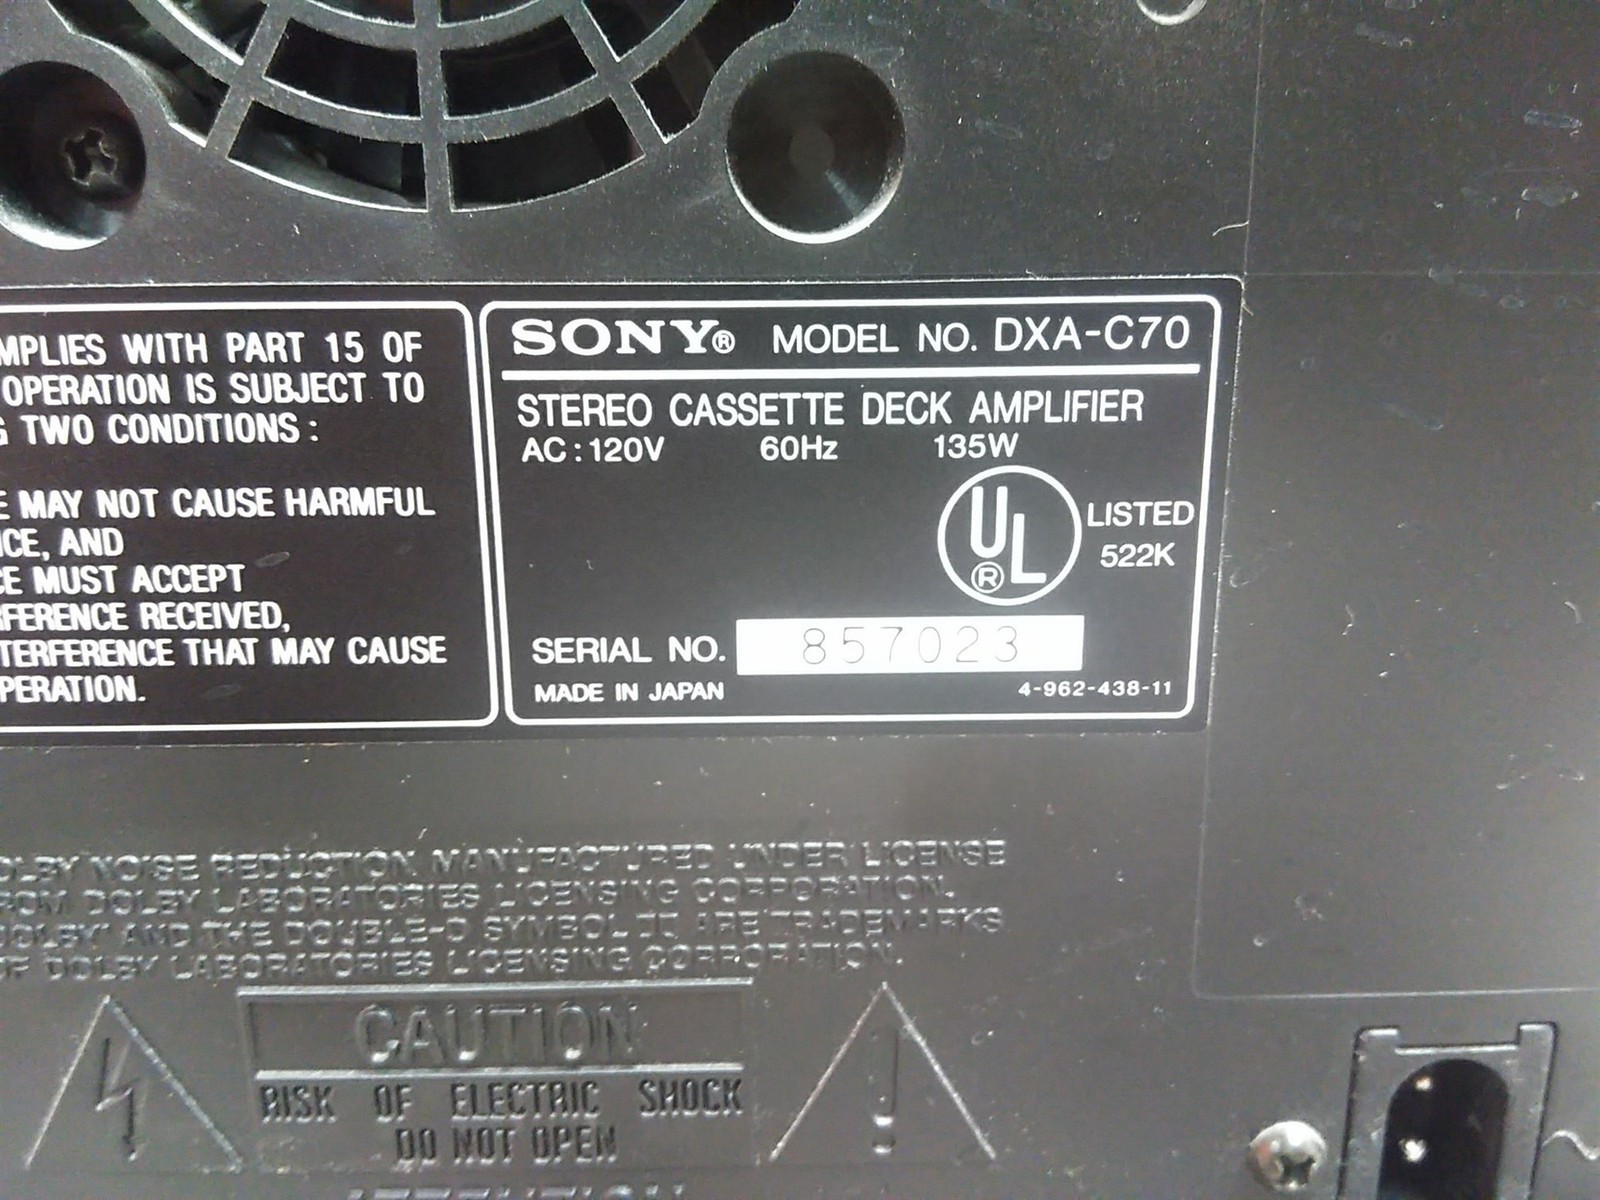 MPLIES WITH PART 15 OF
OPERATION IS SUBJECT TO
G TWO CONDITIONS :
E MAY NOT CAUSE HARMFUL
CE, AND
CE MUST ACCEPT
FERENCE RECEIVED,
TERFERENCE THAT MAY CAUSE
PERATION.
SONY® MODEL NO. DXA-C70
STEREO CASSETTE DECK AMPLIFIER
AC : 120V 60Hz 135W
UL® LISTED
522K
SERIAL NO. 857023
MADE IN JAPAN 4-962-438-11
OLBY NOISE REDUCTION MANUFACTURED UNDER LICENSE
ROM DOLBY LABORATORIES LICENSING CORPORATION.
DOLBY" AND THE DOUBLE-D SYMBOL ARE TRADEMARKS
OF DOLBY LABORATORIES LICENSING CORPORATION.
CAUTION
RISK OF ELECTRIC SHOCK
DO NOT OPEN